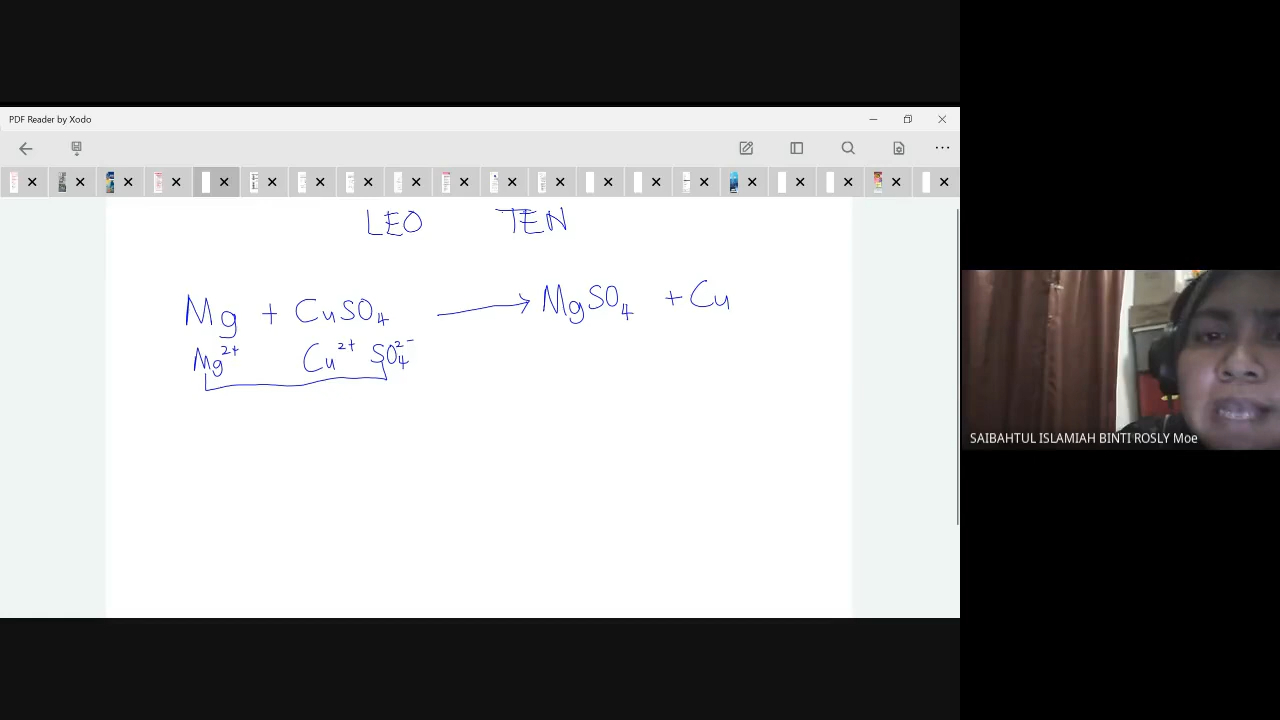 PDF Reader by Xodo
LEO TEN
Mg + CuSO₄ → MgSO₄ + Cu
Mg²⁺ Cu²⁺ SO₄²⁻
SAIBAHTUL ISLAMIAH BINTI ROSLY Moe